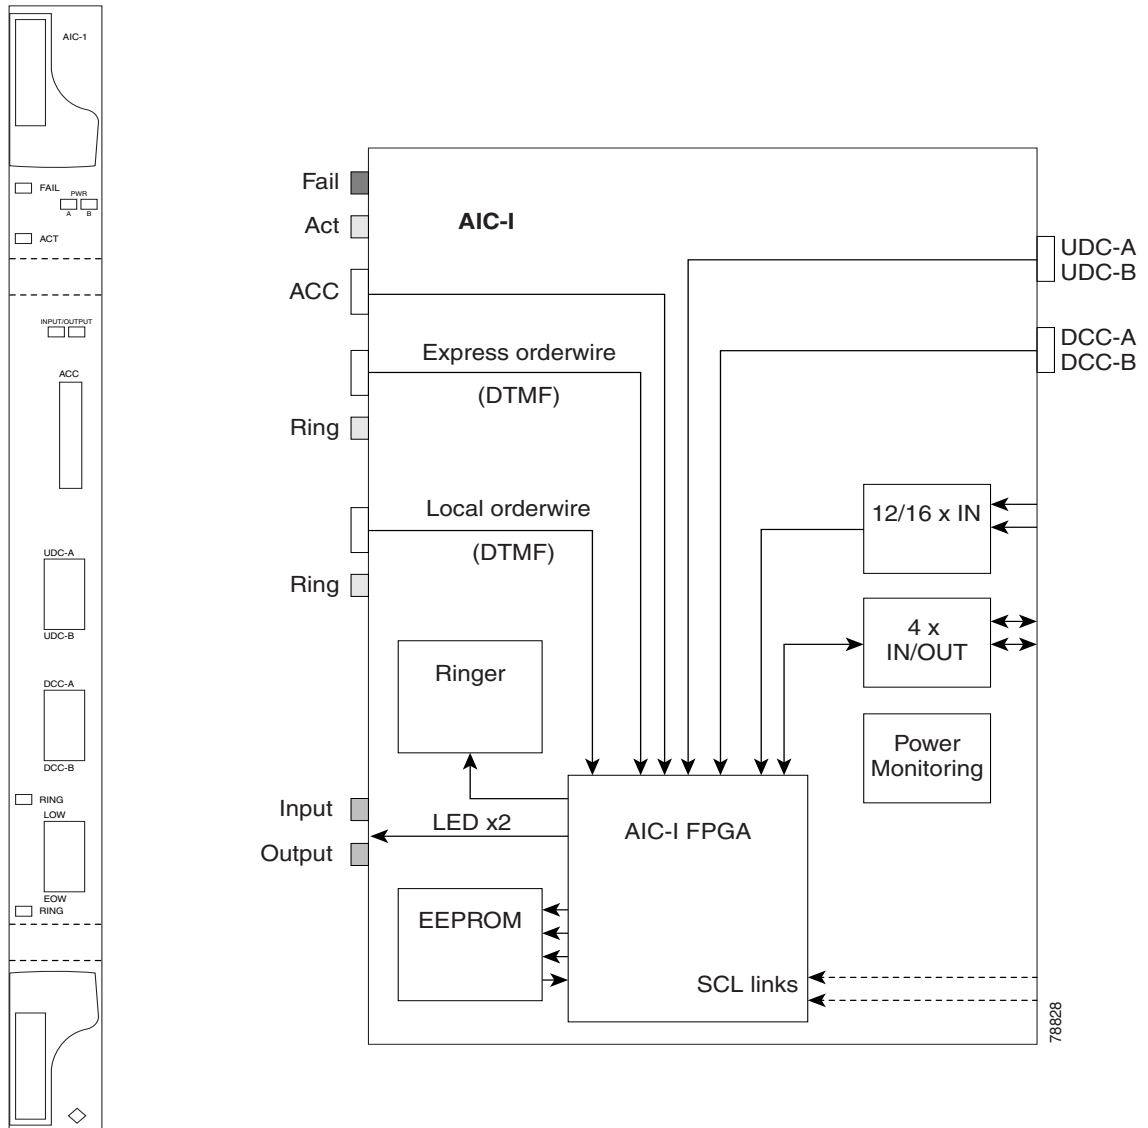 AIC-1
FAIL
PWR
A B
ACT
INPUT/OUTPUT
ACC
UDC-A
UDC-B
DCC-A
DCC-B
RING
LOW
EOW
RING
Fail
Act
AIC-I
UDC-A
UDC-B
ACC
DCC-A
DCC-B
Express orderwire
(DTMF)
Ring
12/16 x IN
Local orderwire
(DTMF)
Ring
4 x
IN/OUT
Ringer
Power
Monitoring
Input
LED x2
Output
AIC-I FPGA
EEPROM
SCL links
78828